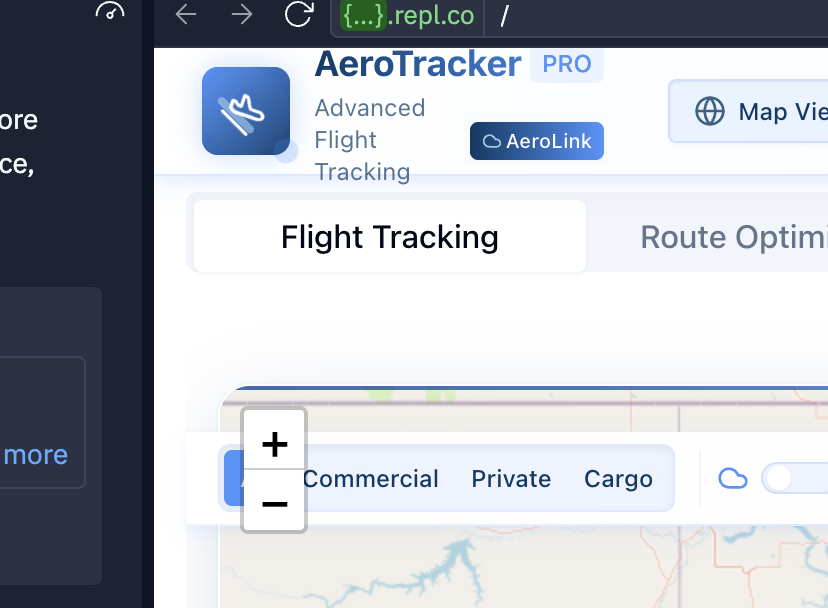 {...}.repl.co /
ore
ce,
more
AeroTracker PRO
Advanced
Flight
Tracking
AeroLink
Map Vie
Flight Tracking
Route Optimi
+
−
Commercial Private Cargo